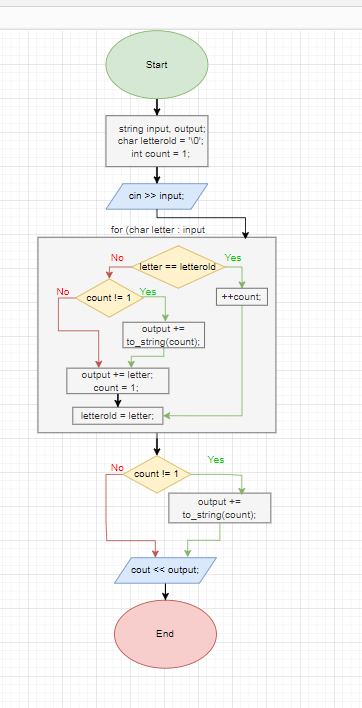 Start
string input, output;
char letterold = '\0';
int count = 1;
cin >> input;
for (char letter : input
No
Yes
letter == letterold
No
Yes
count != 1
++count;
output +=
to_string(count);
output += letter;
count = 1;
letterold = letter;
Yes
No
count != 1
output +=
to_string(count);
cout << output;
End